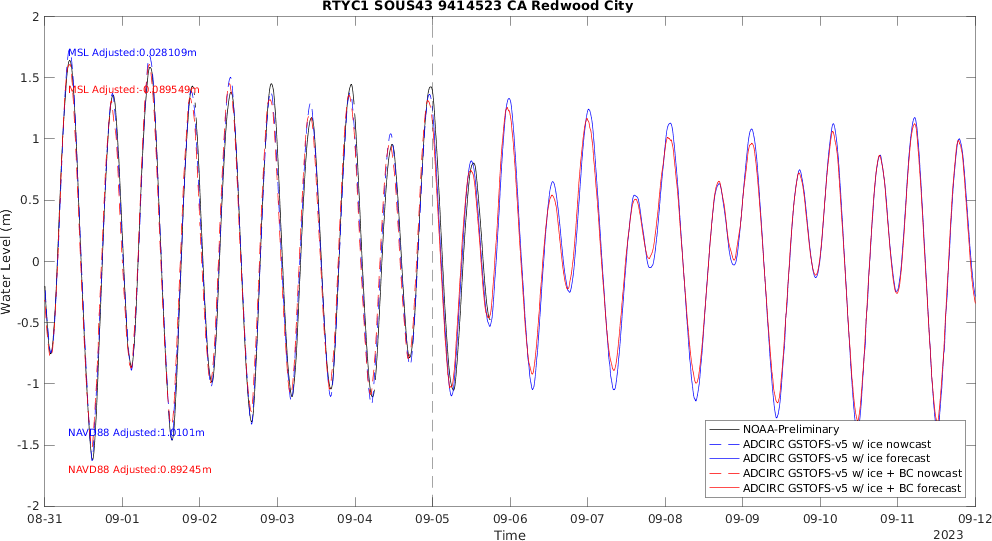 RTYC1 SOUS43 9414523 CA Redwood City
2
1.5
1
0.5
0
-0.5
-1
-1.5
-2
Water Level (m)
MSL Adjusted:0.028109m
MSL Adjusted:-0.089549m
NAVD88 Adjusted:1.0101m
NAVD88 Adjusted:0.89245m
NOAA-Preliminary
ADCIRC GSTOFS-v5 w/ ice nowcast
ADCIRC GSTOFS-v5 w/ ice forecast
ADCIRC GSTOFS-v5 w/ ice + BC nowcast
ADCIRC GSTOFS-v5 w/ ice + BC forecast
08-31 09-01 09-02 09-03 09-04 09-05 09-06 09-07 09-08 09-09 09-10 09-11 09-12
Time
2023